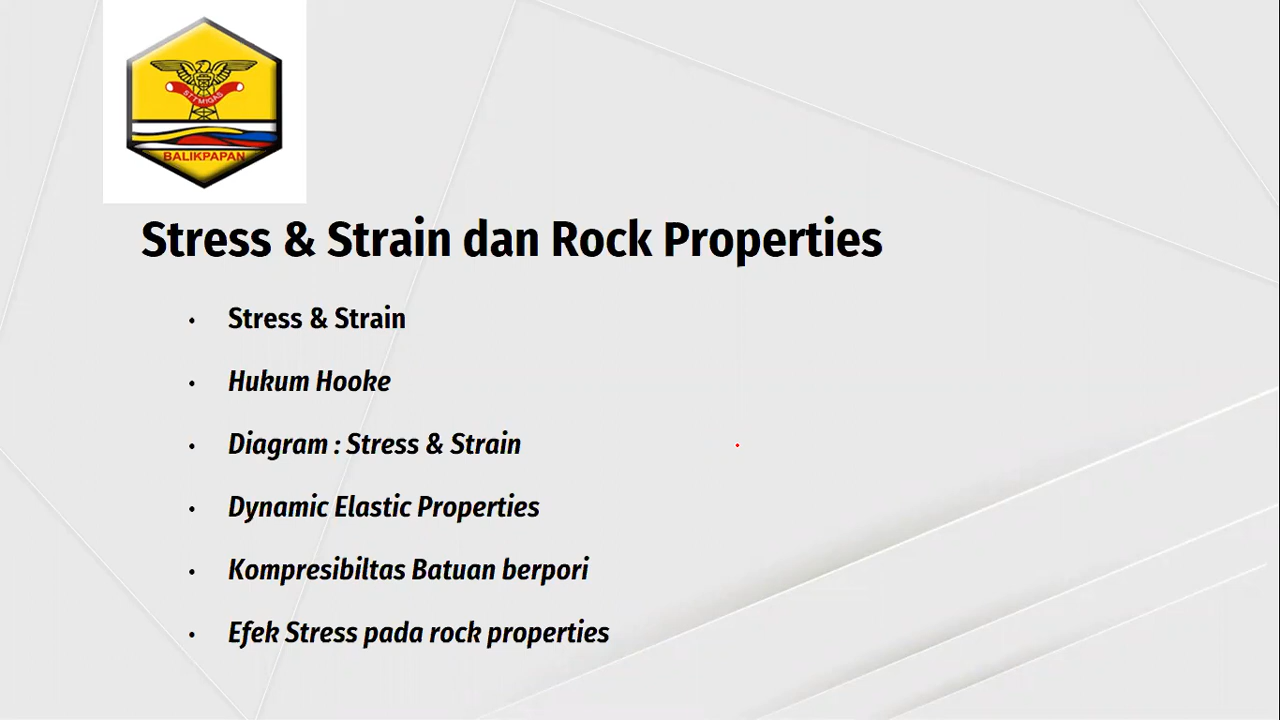 STT MIGAS
BALIKPAPAN
Stress & Strain dan Rock Properties
• Stress & Strain
• Hukum Hooke
• Diagram : Stress & Strain
• Dynamic Elastic Properties
• Kompresibiltas Batuan berpori
• Efek Stress pada rock properties